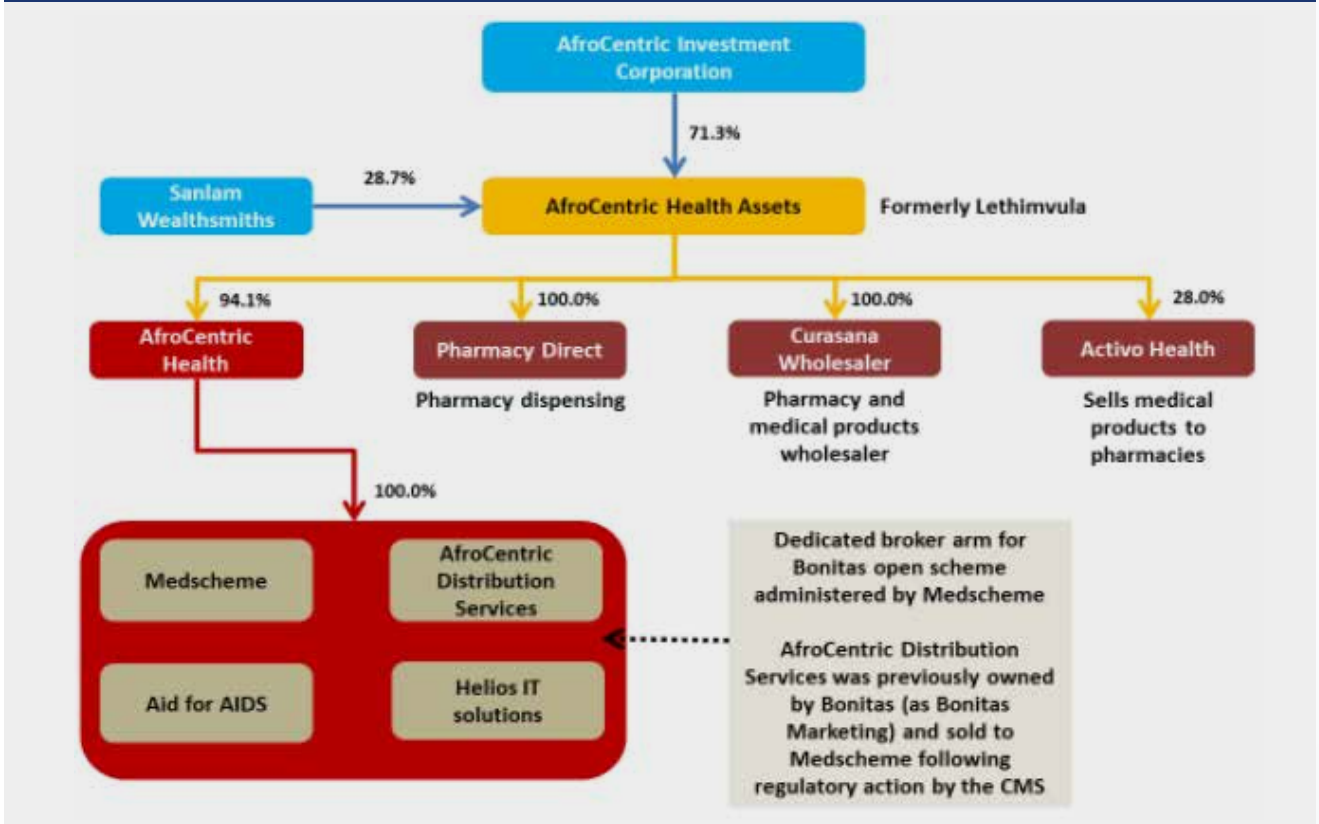 AfroCentric Investment
Corporation
71.3%
28.7%
Sanlam
Wealthsmiths
AfroCentric Health Assets
Formerly Lethimvula
94.1%
100.0%
100.0%
28.0%
AfroCentric
Health
Pharmacy Direct
Curasana
Wholesaler
Activo Health
Pharmacy dispensing
Pharmacy and
medical products
wholesaler
Sells medical
products to
pharmacies
100.0%
Medscheme
AfroCentric
Distribution
Services
Aid for AIDS
Helios IT
solutions
Dedicated broker arm for
Bonitas open scheme
administered by Medscheme
AfroCentric Distribution
Services was previously owned
by Bonitas (as Bonitas
Marketing) and sold to
Medscheme following
regulatory action by the CMS